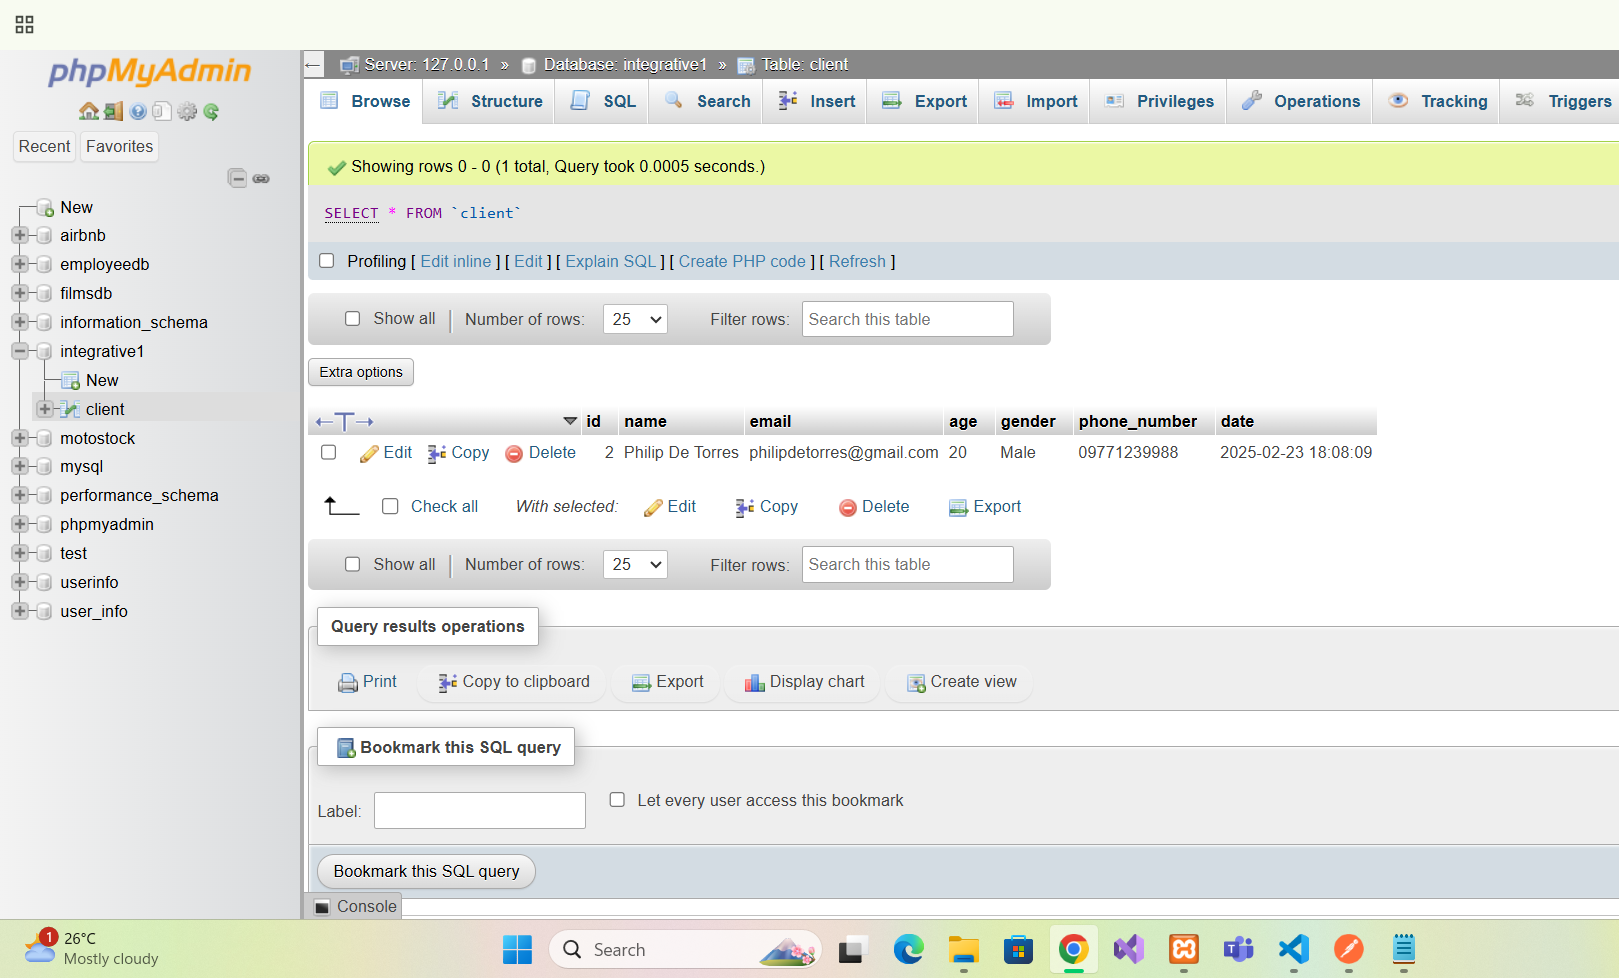 phpMyAdmin
Recent Favorites
New
airbnb
employeedb
filmsdb
information_schema
integrative1
New
client
motostock
mysql
performance_schema
phpmyadmin
test
userinfo
user_info
← Server: 127.0.0.1 » Database: integrative1 » Table: client
Browse Structure SQL Search Insert Export Import Privileges Operations Tracking Triggers
Showing rows 0 - 0 (1 total, Query took 0.0005 seconds.)
SELECT * FROM `client`
Profiling [ Edit inline ] [ Edit ] [ Explain SQL ] [ Create PHP code ] [ Refresh ]
Show all | Number of rows: 25 Filter rows: Search this table
Extra options
←T→ id name email age gender phone_number date
Edit Copy Delete 2 Philip De Torres philipdetorres@gmail.com 20 Male 09771239988 2025-02-23 18:08:09
Check all With selected: Edit Copy Delete Export
Show all | Number of rows: 25 Filter rows: Search this table
Query results operations
Print Copy to clipboard Export Display chart Create view
Bookmark this SQL query
Label: Let every user access this bookmark
Bookmark this SQL query
Console
1 26°C
Mostly cloudy
Search